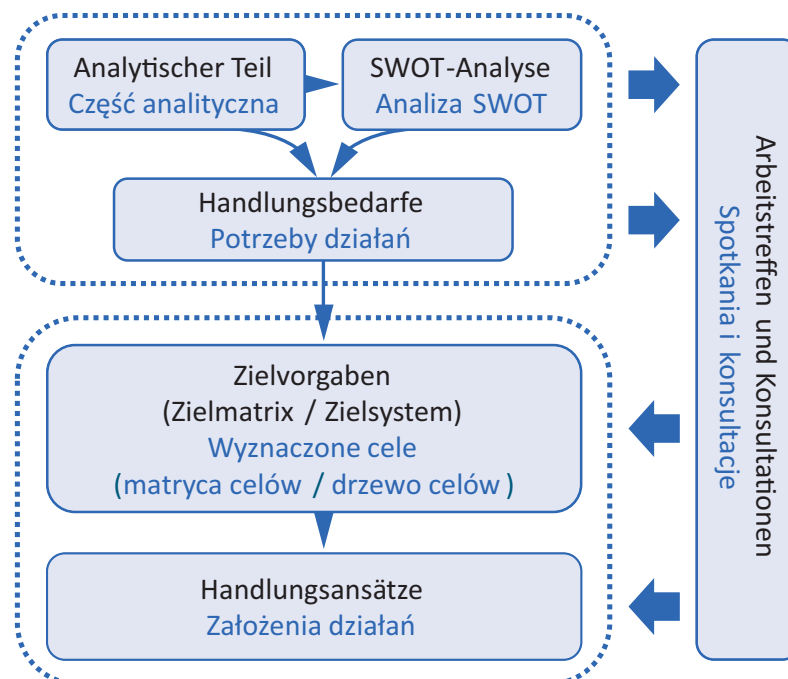 Analytischer Teil
Część analityczna
SWOT-Analyse
Analiza SWOT
Handlungsbedarfe
Potrzeby działań
Zielvorgaben
(Zielmatrix / Zielsystem)
Wyznaczone cele
(matryca celów / drzewo celów )
Handlungsansätze
Założenia działań
Arbeitstreffen und Konsultationen
Spotkania i konsultacje